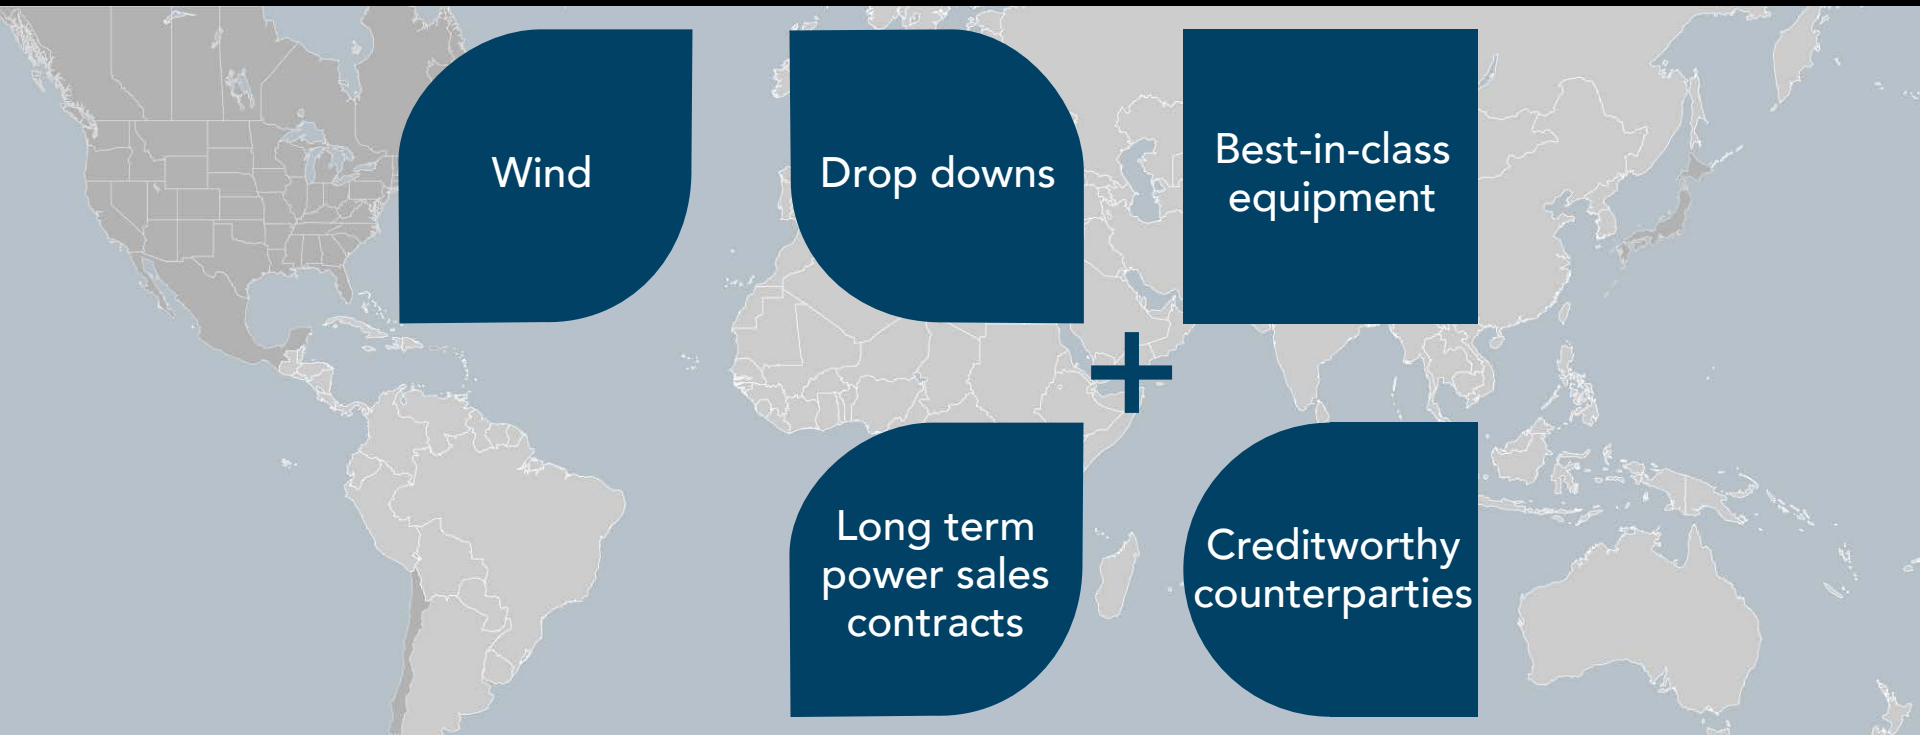 Wind
Drop downs
Best-in-class
equipment
+
Long term
power sales
contracts
Creditworthy
counterparties